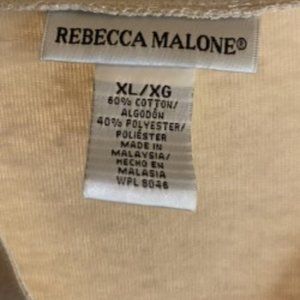 REBECCA MALONE®
XL/XG
60% COTTON/
ALGODÓN
40% POLYESTER/
POLIÉSTER
MADE IN
MALAYSIA/
HECHO EN
MALASIA
WPL 8046